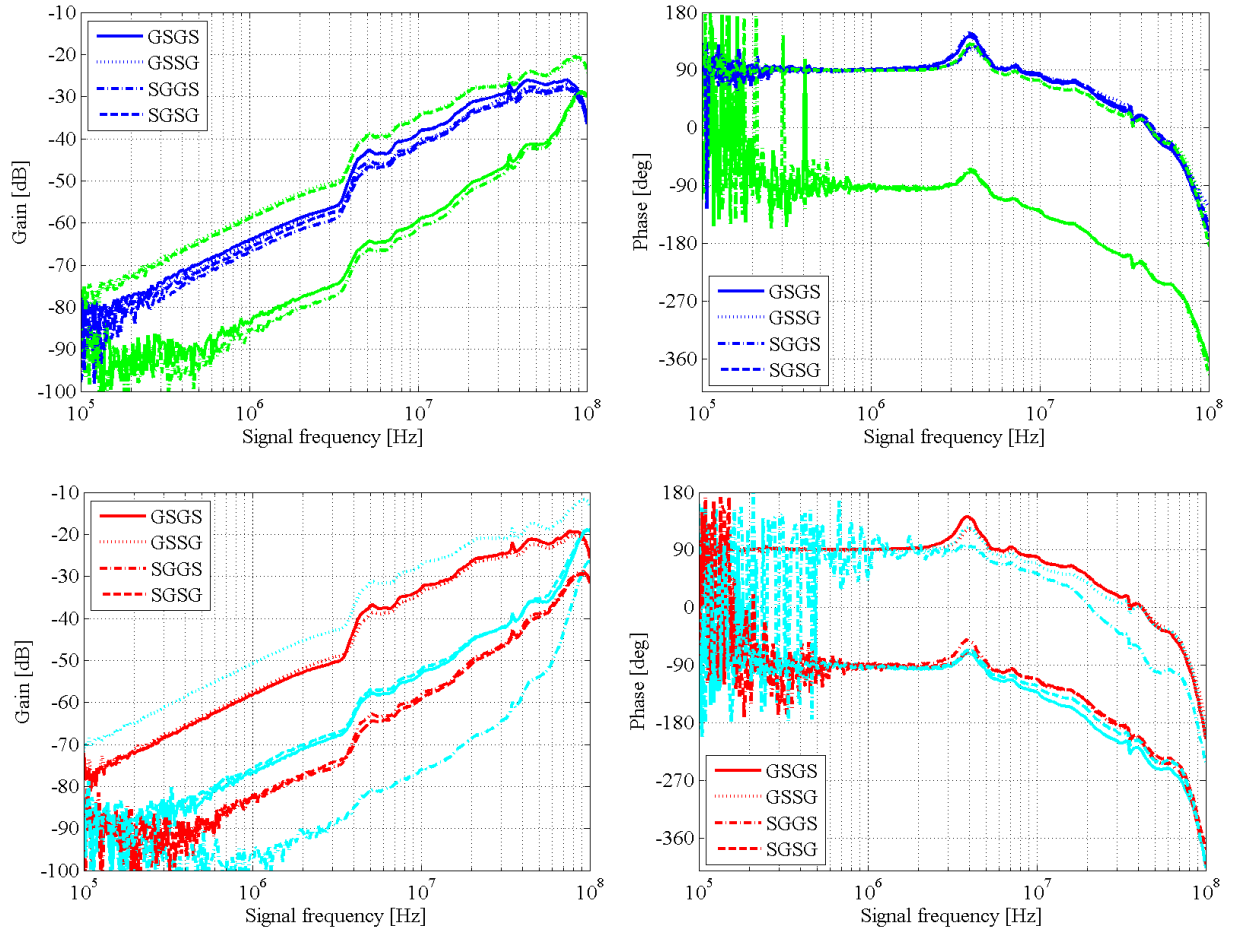 -10
-20
-30
-40
-50
-60
-70
-80
-90
-100
Gain [dB]
GSGS
GSSG
SGGS
SGSG
10^5
10^6
10^7
10^8
Signal frequency [Hz]
180
90
0
-90
-180
-270
-360
Phase [deg]
GSGS
GSSG
SGGS
SGSG
10^5
10^6
10^7
10^8
Signal frequency [Hz]
-10
-20
-30
-40
-50
-60
-70
-80
-90
-100
Gain [dB]
GSGS
GSSG
SGGS
SGSG
10^5
10^6
10^7
10^8
Signal frequency [Hz]
180
90
0
-90
-180
-270
-360
Phase [deg]
GSGS
GSSG
SGGS
SGSG
10^5
10^6
10^7
10^8
Signal frequency [Hz]